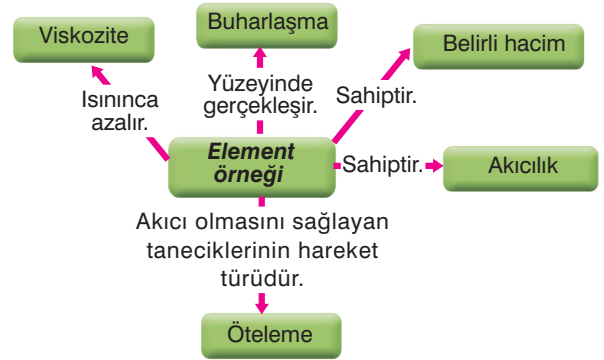 Viskozite
Buharlaşma
Belirli hacim
Isınınca
azalır.
Yüzeyinde
gerçekleşir.
Sahiptir.
Element
örneği
Sahiptir.
Akıcılık
Akıcı olmasını sağlayan
taneciklerinin hareket
türüdür.
Öteleme